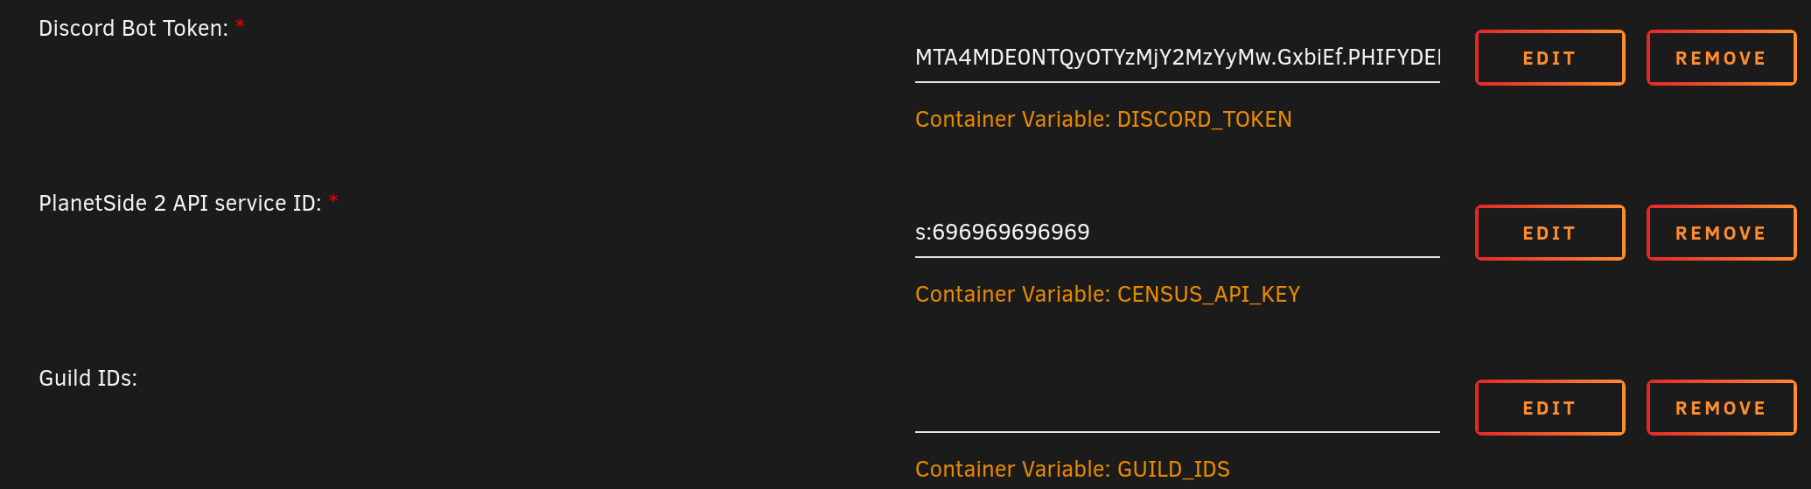 Discord Bot Token: *
MTA4MDE0NTQyOTYzMjY2MzYyMw.GxbiEf.PHIFYDEI
EDIT
REMOVE
Container Variable: DISCORD_TOKEN
PlanetSide 2 API service ID: *
s:696969696969
EDIT
REMOVE
Container Variable: CENSUS_API_KEY
Guild IDs:
EDIT
REMOVE
Container Variable: GUILD_IDS